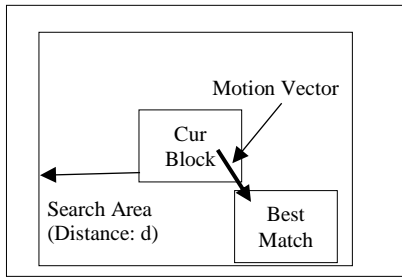 Motion Vector
Cur
Block
Search Area
(Distance: d)
Best
Match